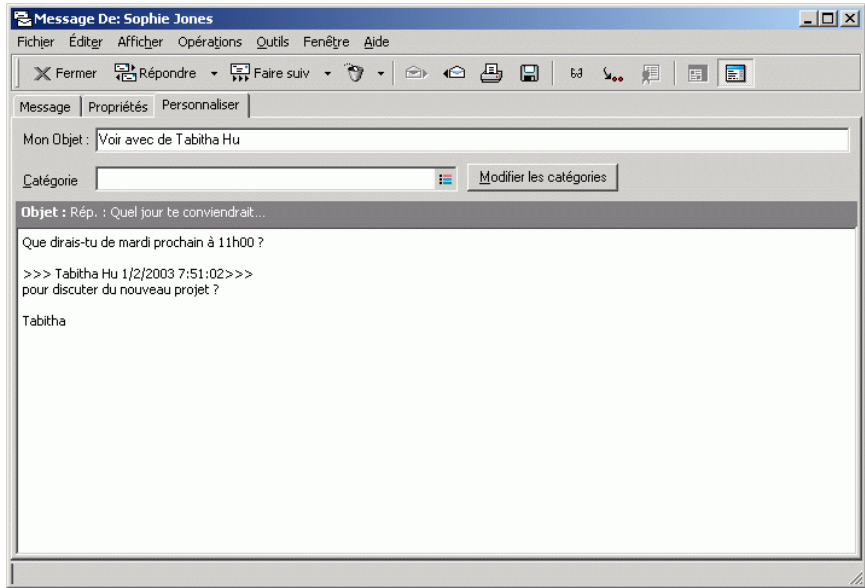 Message De: Sophie Jones
Fichier Éditer Afficher Opérations Outils Fenêtre Aide
Fermer Répondre Faire suiv
Message Propriétés Personnaliser
Mon Objet : Voir avec de Tabitha Hu
Catégorie Modifier les catégories
Objet : Rép. : Quel jour te conviendrait...
Que dirais-tu de mardi prochain à 11h00 ?
>>> Tabitha Hu 1/2/2003 7:51:02>>>
pour discuter du nouveau projet ?
Tabitha